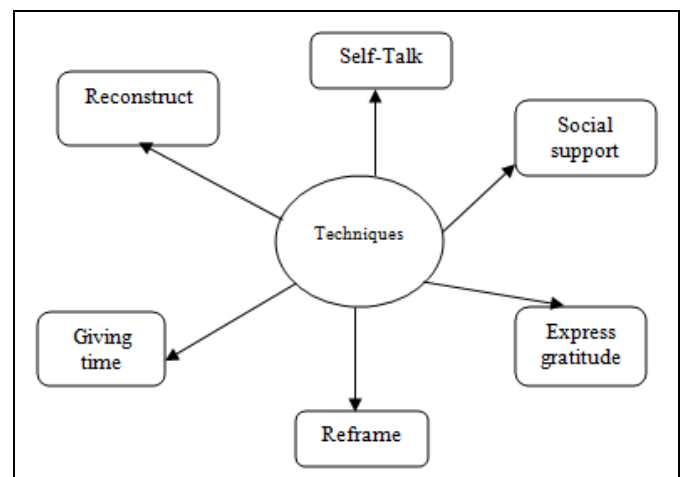 Self-Talk
Reconstruct
Social
support
Techniques
Giving
time
Express
gratitude
Reframe